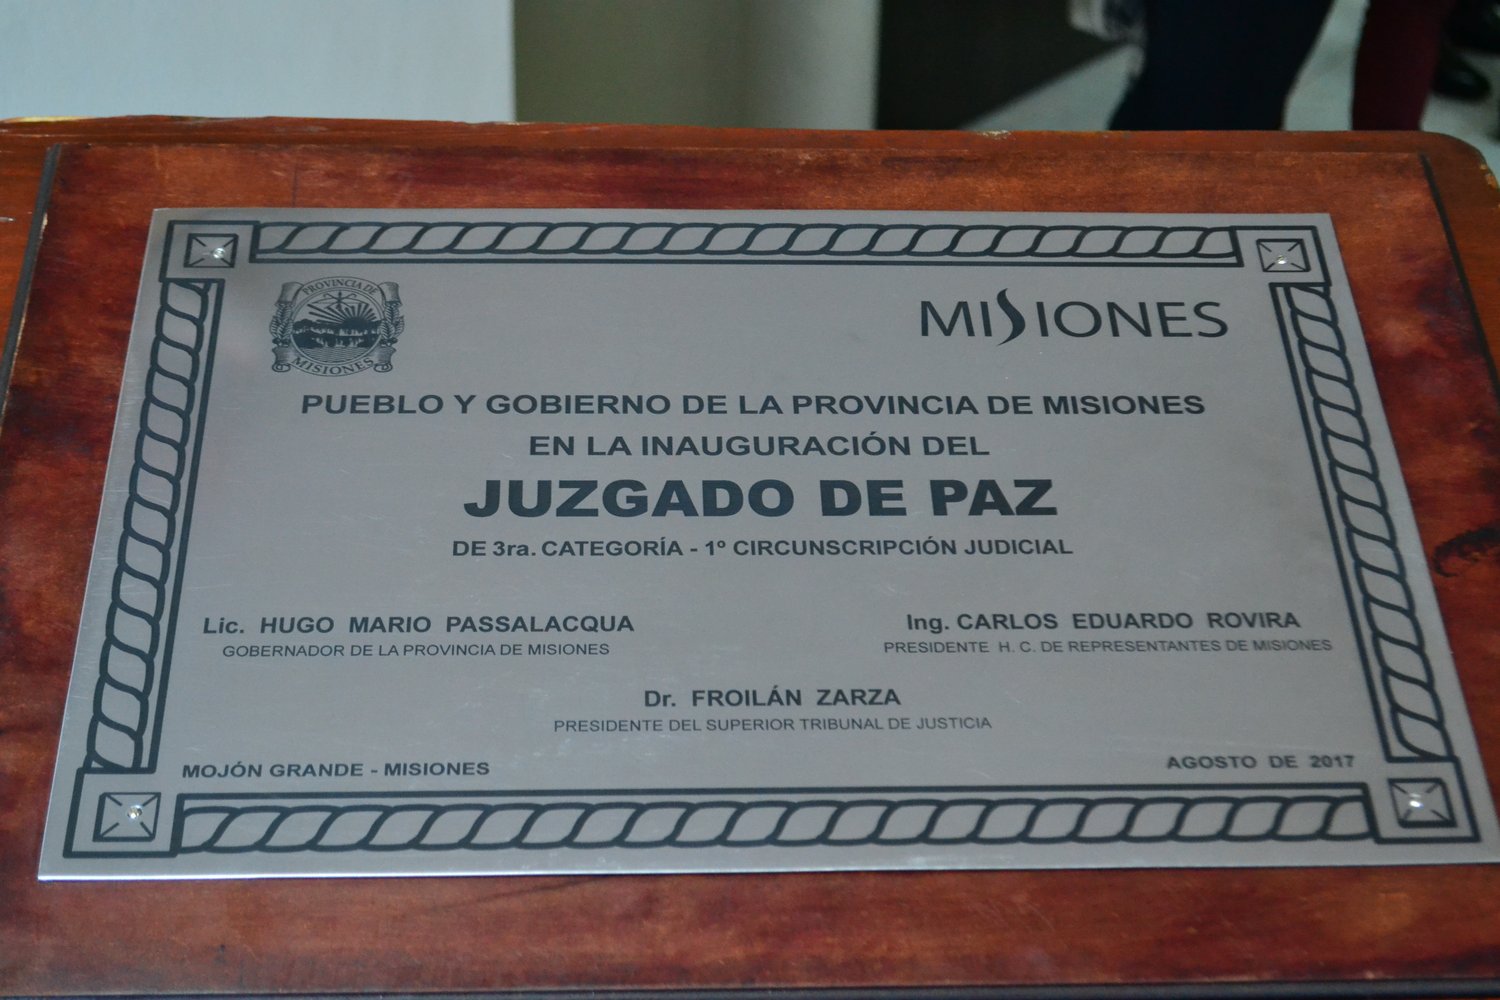 PROVINCIA DE
MISIONES
MISIONES
PUEBLO Y GOBIERNO DE LA PROVINCIA DE MISIONES
EN LA INAUGURACIÓN DEL
JUZGADO DE PAZ
DE 3ra. CATEGORÍA - 1º CIRCUNSCRIPCIÓN JUDICIAL
Lic. HUGO MARIO PASSALACQUA
GOBERNADOR DE LA PROVINCIA DE MISIONES
Ing. CARLOS EDUARDO ROVIRA
PRESIDENTE H. C. DE REPRESENTANTES DE MISIONES
Dr. FROILÁN ZARZA
PRESIDENTE DEL SUPERIOR TRIBUNAL DE JUSTICIA
MOJÓN GRANDE - MISIONES
AGOSTO DE 2017